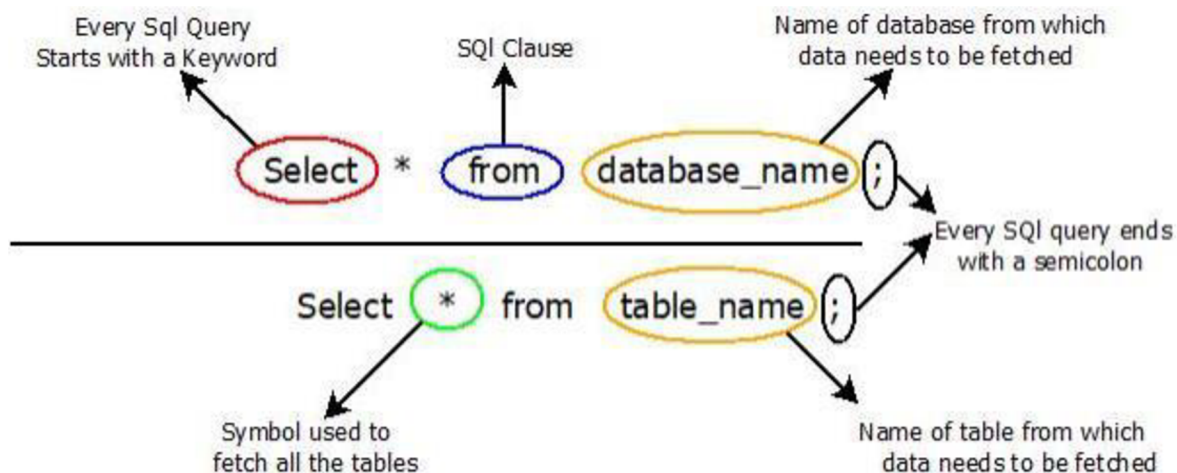 Every Sql Query
Starts with a Keyword
SQl Clause
Name of database from which
data needs to be fetched
Select * from database_name ;
Every SQl query ends
with a semicolon
Select * from table_name ;
Symbol used to
fetch all the tables
Name of table from which
data needs to be fetched